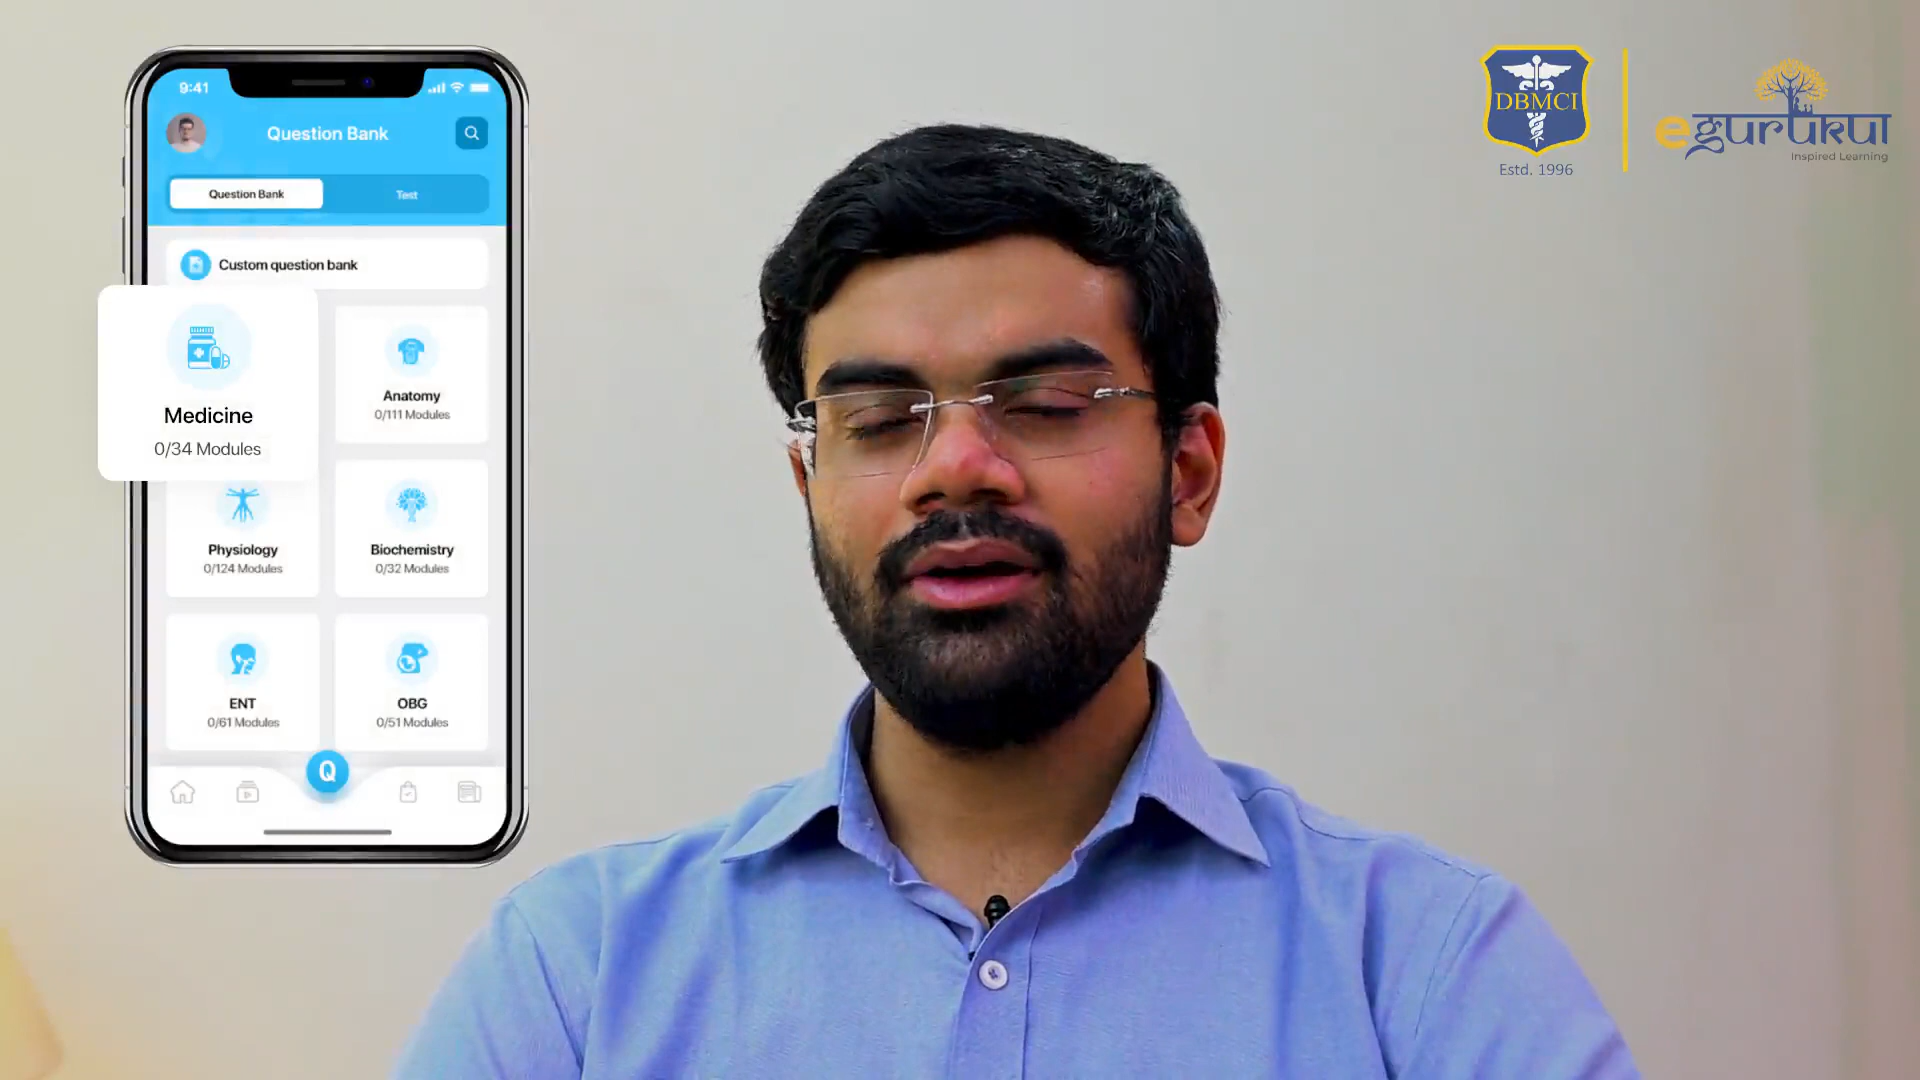 9:41
Question Bank
Question Bank
Test
Custom question bank
Medicine
0/34 Modules
Anatomy
0/111 Modules
Physiology
0/124 Modules
Biochemistry
0/32 Modules
ENT
0/61 Modules
OBG
0/51 Modules
Q
DBMCI
Estd. 1996
egurukul
Inspired Learning